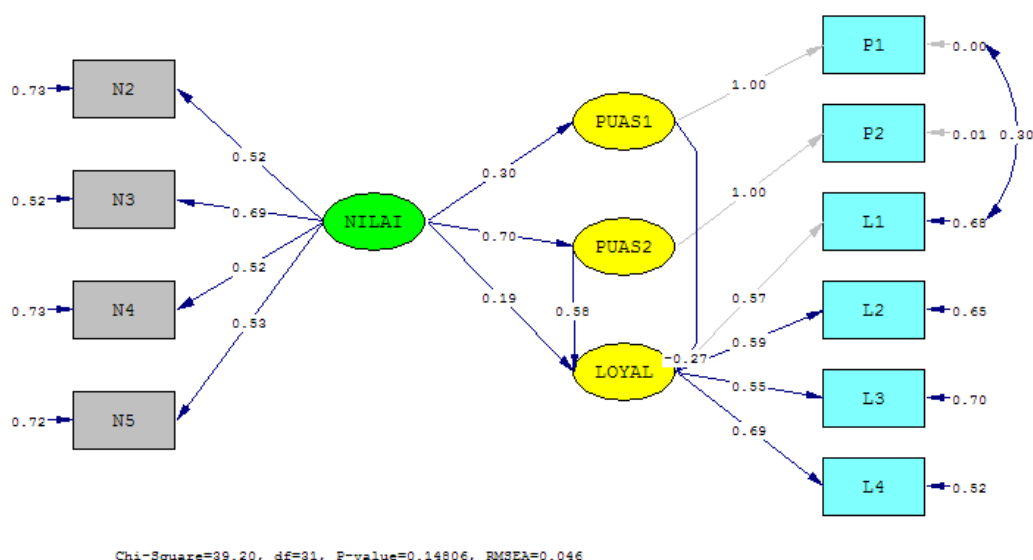 P1
0.00
N2
0.73
1.00
PUAS1
P2
0.01
0.30
0.52
0.30
N3
0.52
0.69
NILAI
L1
0.68
0.70
PUAS2
1.00
0.52
0.19
0.58
0.57
N4
0.73
L2
0.65
0.53
0.59
-0.27
LOYAL
0.55
L3
0.70
N5
0.72
0.69
L4
0.52
Chi-Square=39.20, df=31, P-value=0.14806, RMSEA=0.046